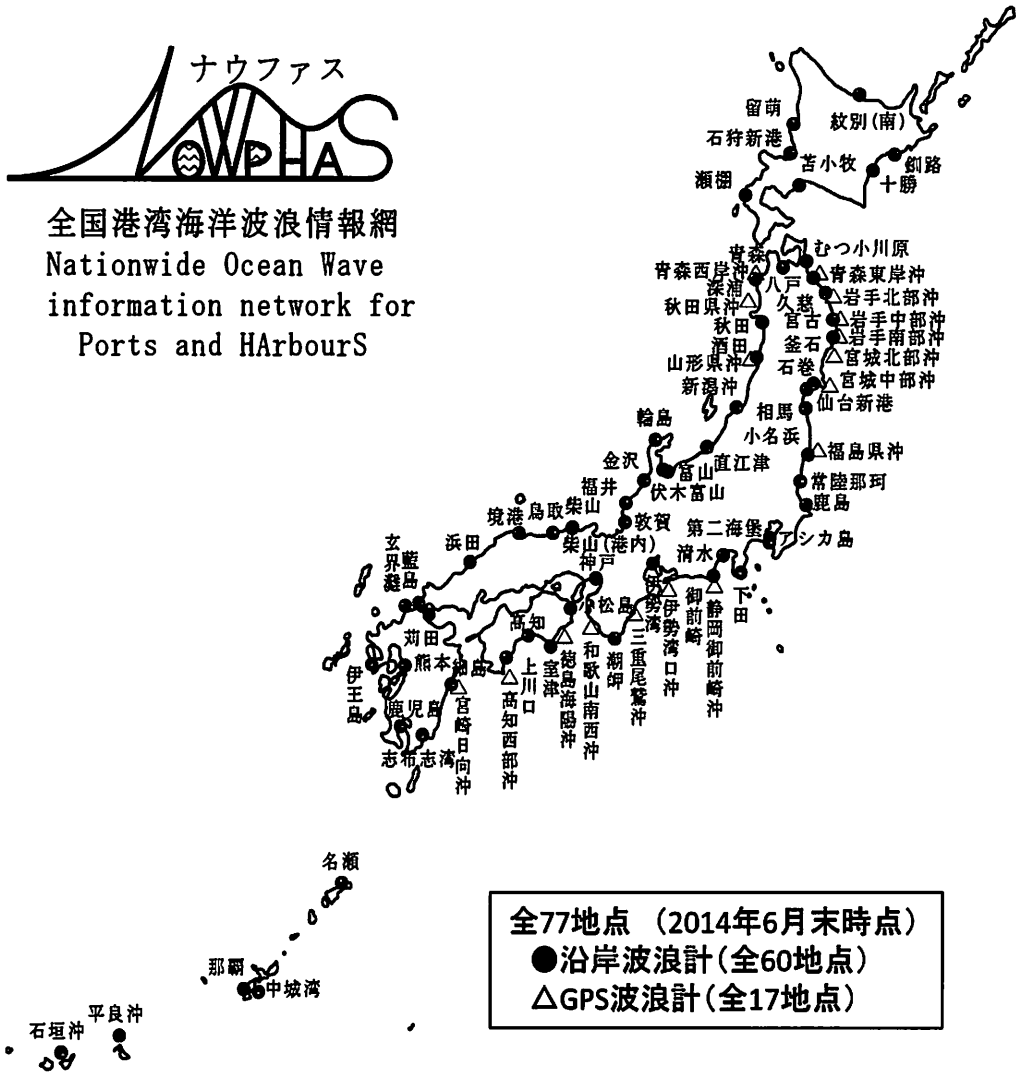 ナウファス
NOWPHAS
全国港湾海洋波浪情報網
Nationwide Ocean Wave
information network for
Ports and HArbourS
留萌
紋別(南)
石狩新港
苫小牧
釧路
瀬棚
十勝
青森
むつ小川原
青森西岸沖
八戸
青森東岸沖
深浦
久慈
岩手北部沖
秋田県沖
宮古
岩手中部沖
秋田
釜石
岩手南部沖
酒田
宮城北部沖
山形県沖
石巻
宮城中部沖
新潟沖
仙台新港
相馬
輪島
小名浜
福島県沖
直江津
金沢
富山
伏木富山
常陸那珂
福井
鹿島
柴山
鳥取
境港
敦賀
第二海堡
アシカ島
浜田
柴山(港内)
清水
神戸
玄界灘
藍島
伊勢湾
下田
小松島
御前崎
静岡御前崎沖
伊勢湾口沖
三重尾鷲沖
潮岬
和歌山南西沖
徳島海陽沖
室津
高知
上川口
高知西部沖
苅田
熊本
細島
宮崎日向沖
伊王島
鹿児島
志布志湾
名瀬
那覇
中城湾
平良沖
石垣沖
全77地点 (2014年6月末時点)
●沿岸波浪計(全60地点)
△GPS波浪計(全17地点)